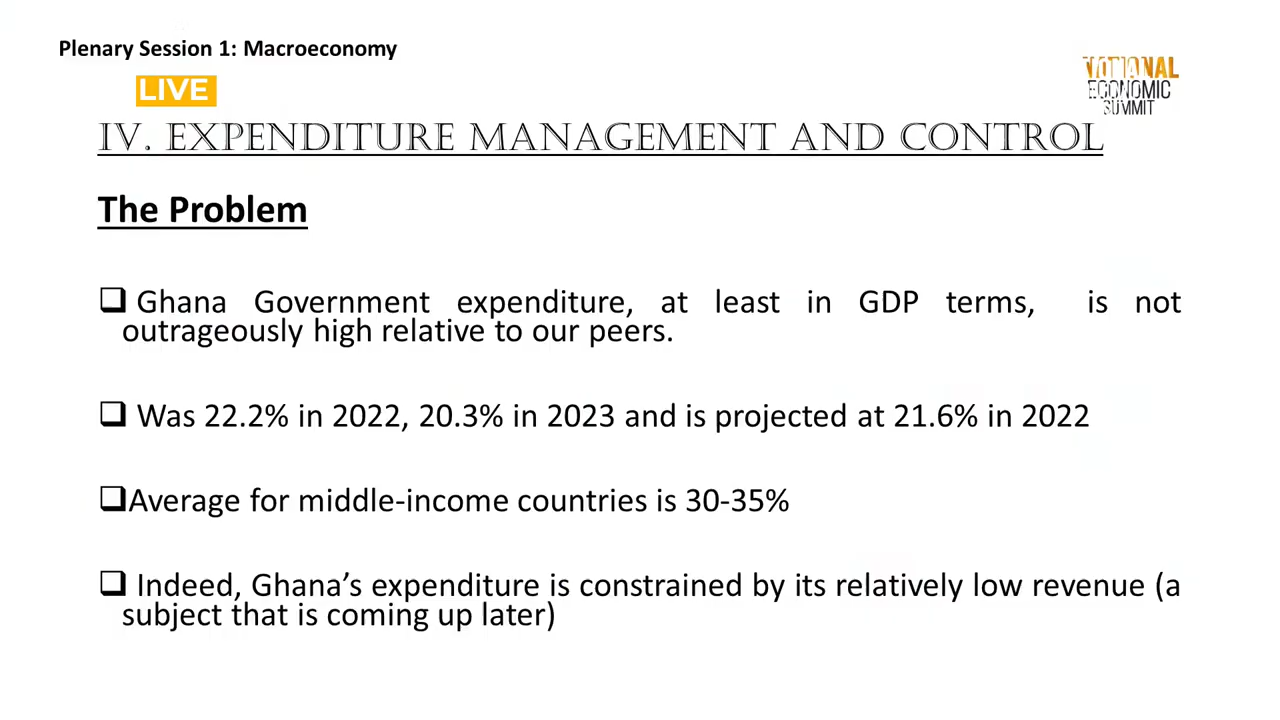 Plenary Session 1: Macroeconomy
LIVE
NATIONAL
ECONOMIC
SUMMIT
IV. EXPENDITURE MANAGEMENT AND CONTROL
The Problem
❑ Ghana Government expenditure, at least in GDP terms, is not
outrageously high relative to our peers.
❑ Was 22.2% in 2022, 20.3% in 2023 and is projected at 21.6% in 2022
❑Average for middle-income countries is 30-35%
❑ Indeed, Ghana’s expenditure is constrained by its relatively low revenue (a
subject that is coming up later)